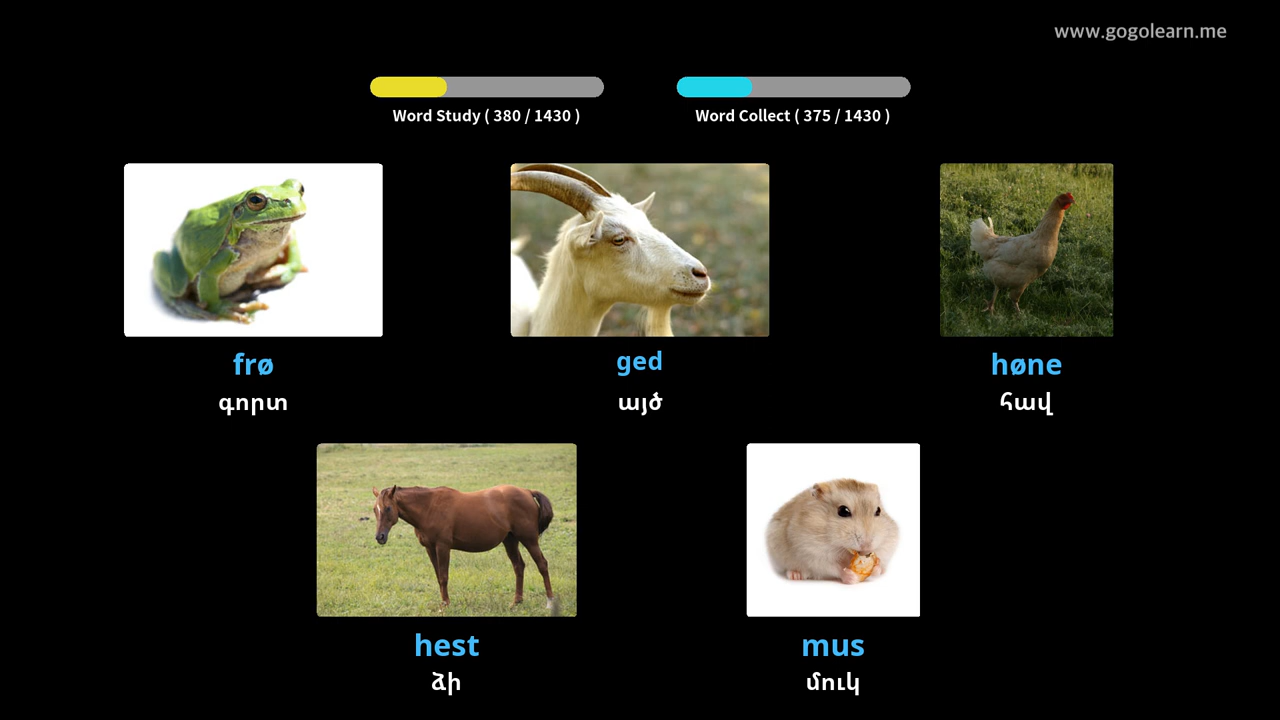 www.gogolearn.me
Word Study ( 380 / 1430 )
Word Collect ( 375 / 1430 )
frø
գորտ
ged
այծ
høne
հավ
hest
ձի
mus
մուկ